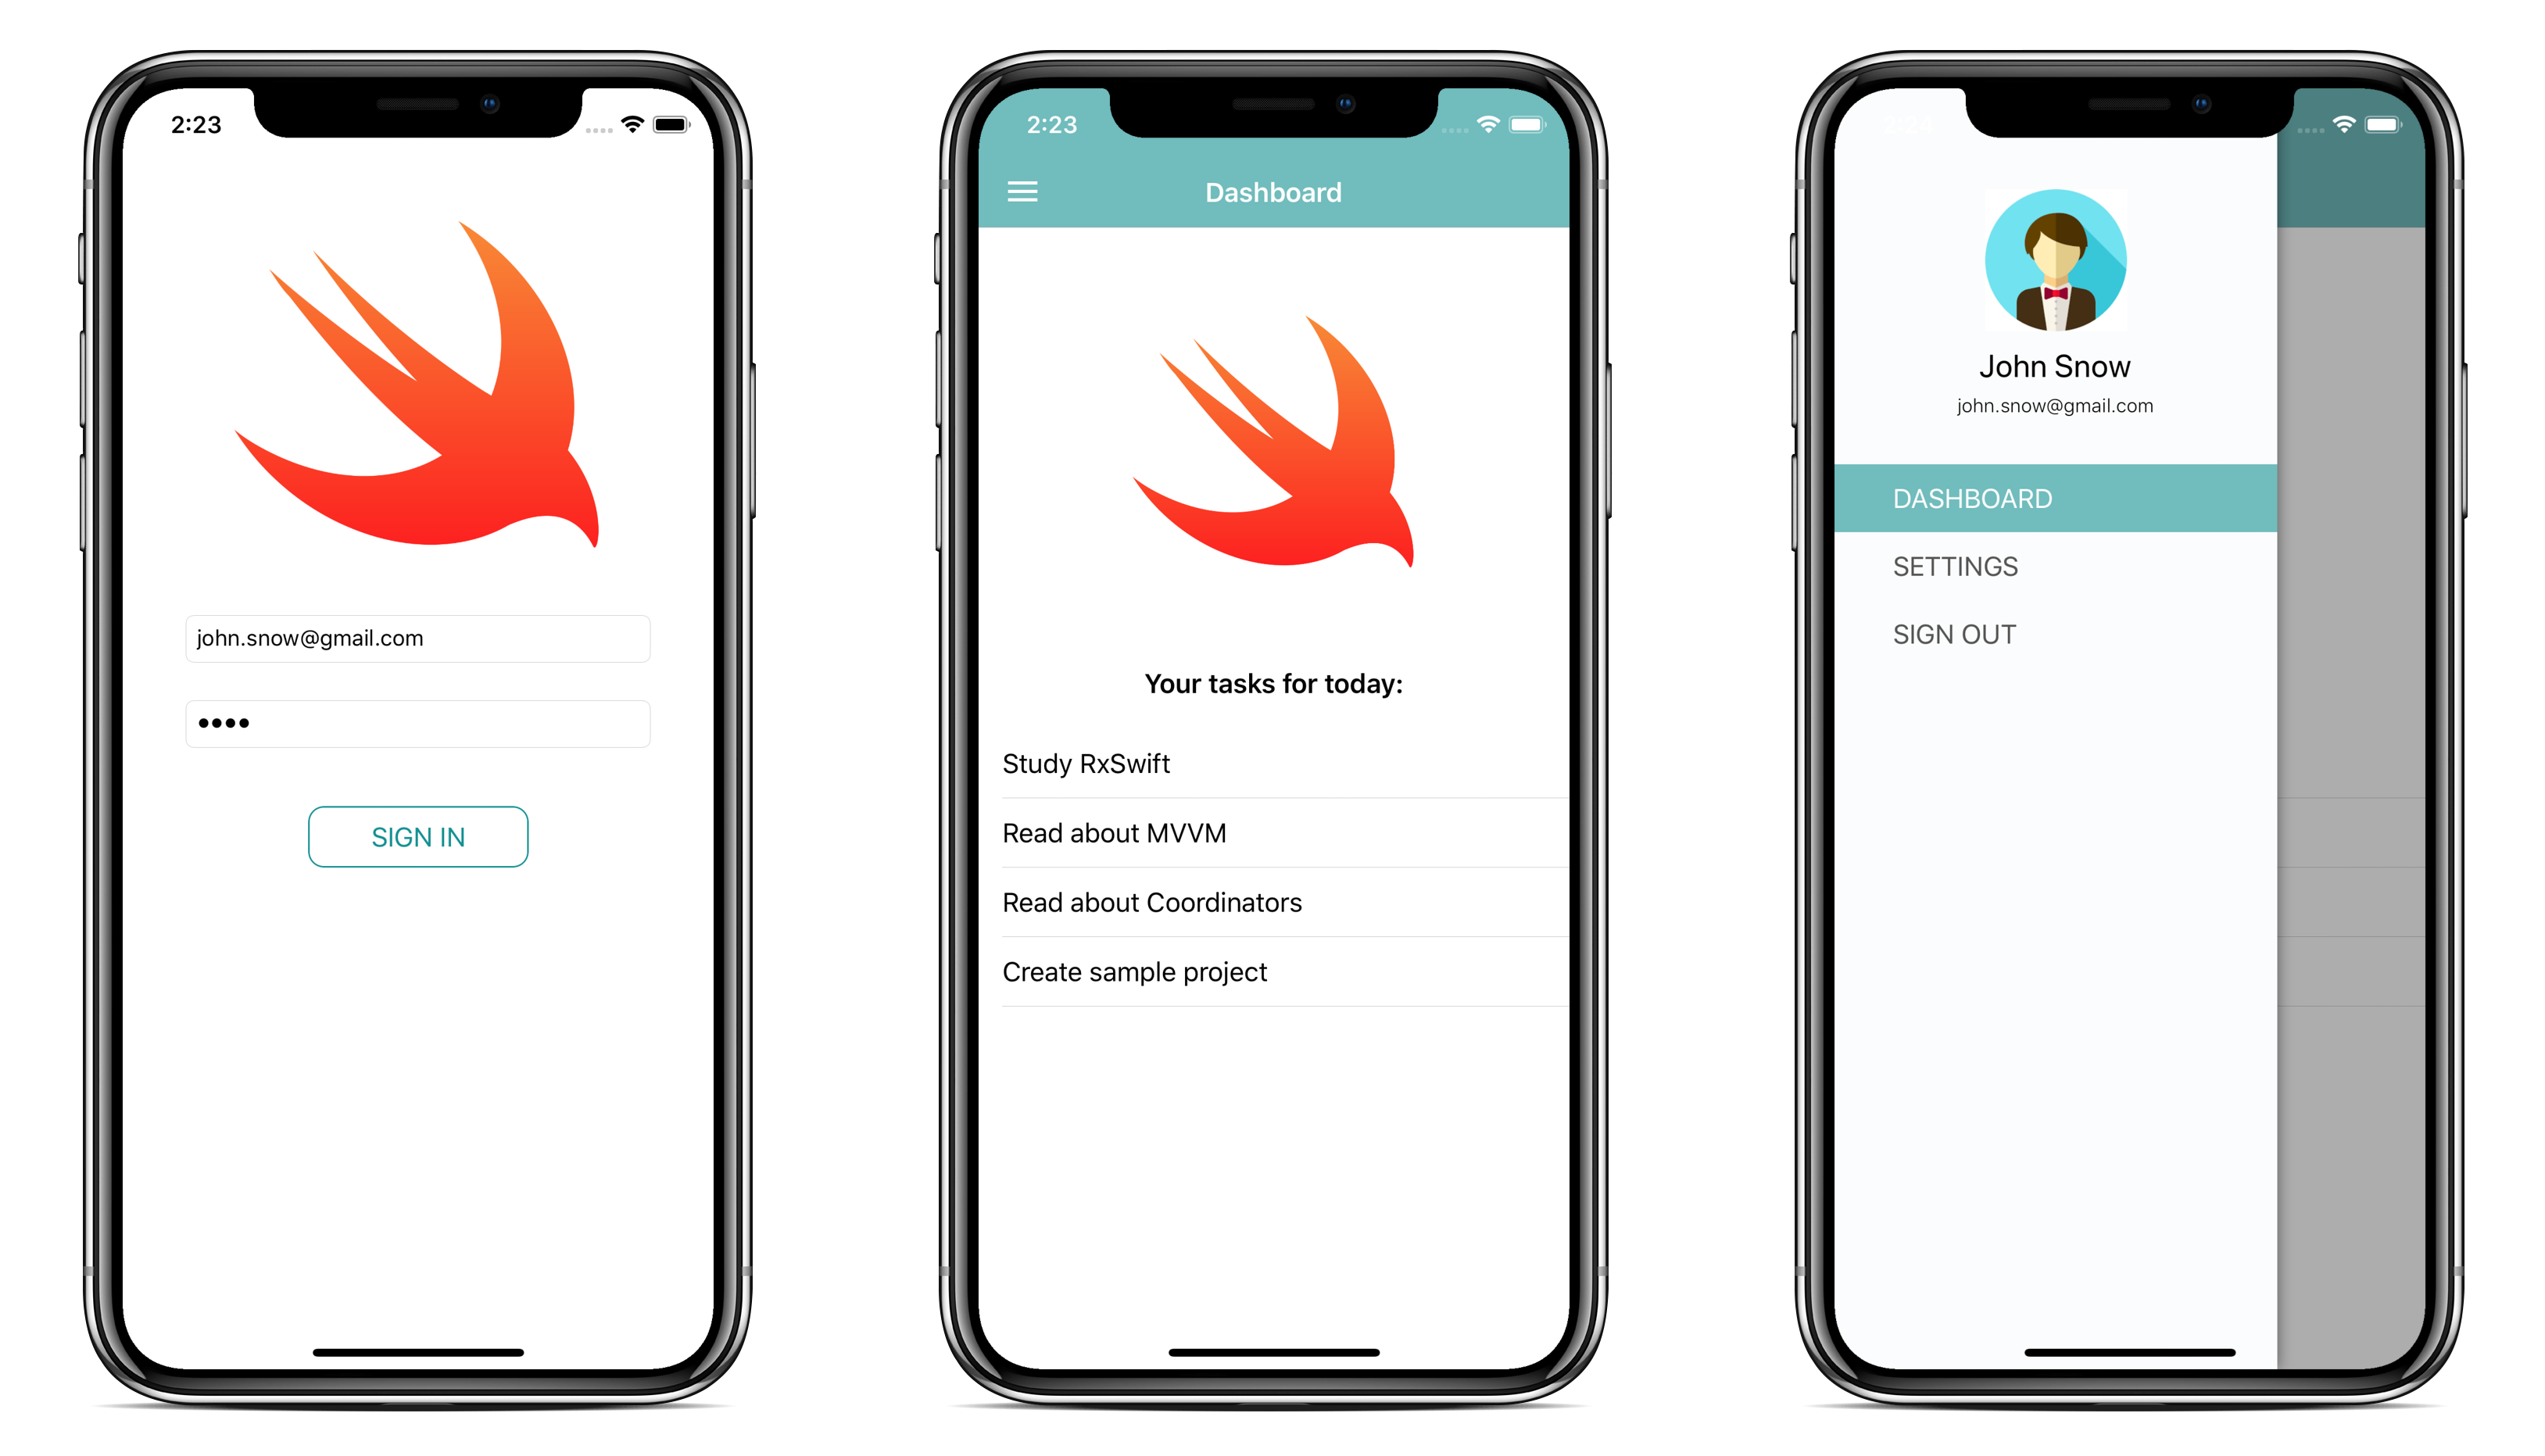 2:23
john.snow@gmail.com
••••
SIGN IN
2:23
Dashboard
Your tasks for today:
Study RxSwift
Read about MVVM
Read about Coordinators
Create sample project
John Snow
john.snow@gmail.com
DASHBOARD
SETTINGS
SIGN OUT